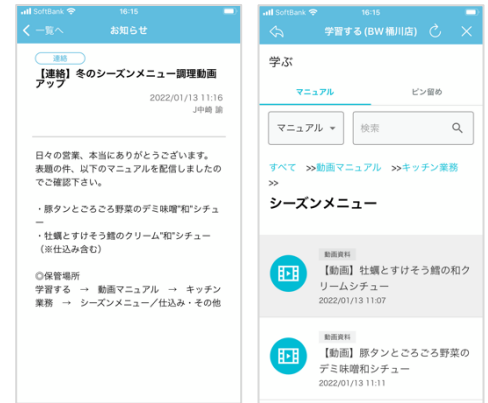 SoftBank 16:15
一覧へ お知らせ
連絡
【連絡】冬のシーズンメニュー調理動画
アップ
2022/01/13 11:16
J中崎 諭
日々の営業、本当にありがとうございます。
表題の件、以下のマニュアルを配信しましたの
でご確認下さい。
・豚タンとごろごろ野菜のデミ味噌"和"シチュ
ー
・牡蠣とすけそう鱈のクリーム"和"シチュー
（※仕込み含む）
◎保管場所
学習する → 動画マニュアル → キッチン
業務 → シーズンメニュー／仕込み・その他
SoftBank 16:15
学習する (BW 桶川店)
学ぶ
マニュアル ピン留め
マニュアル 検索
すべて >>動画マニュアル >>キッチン業務
>>
シーズンメニュー
動画資料
【動画】牡蠣とすけそう鱈の和ク
リームシチュー
2022/01/13 11:07
動画資料
【動画】豚タンとごろごろ野菜の
デミ味噌和シチュー
2022/01/13 11:11